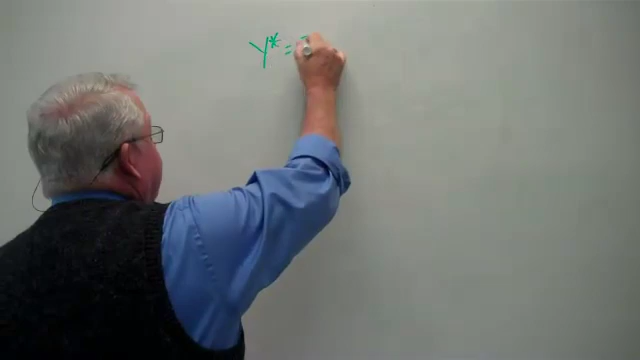 Y* =